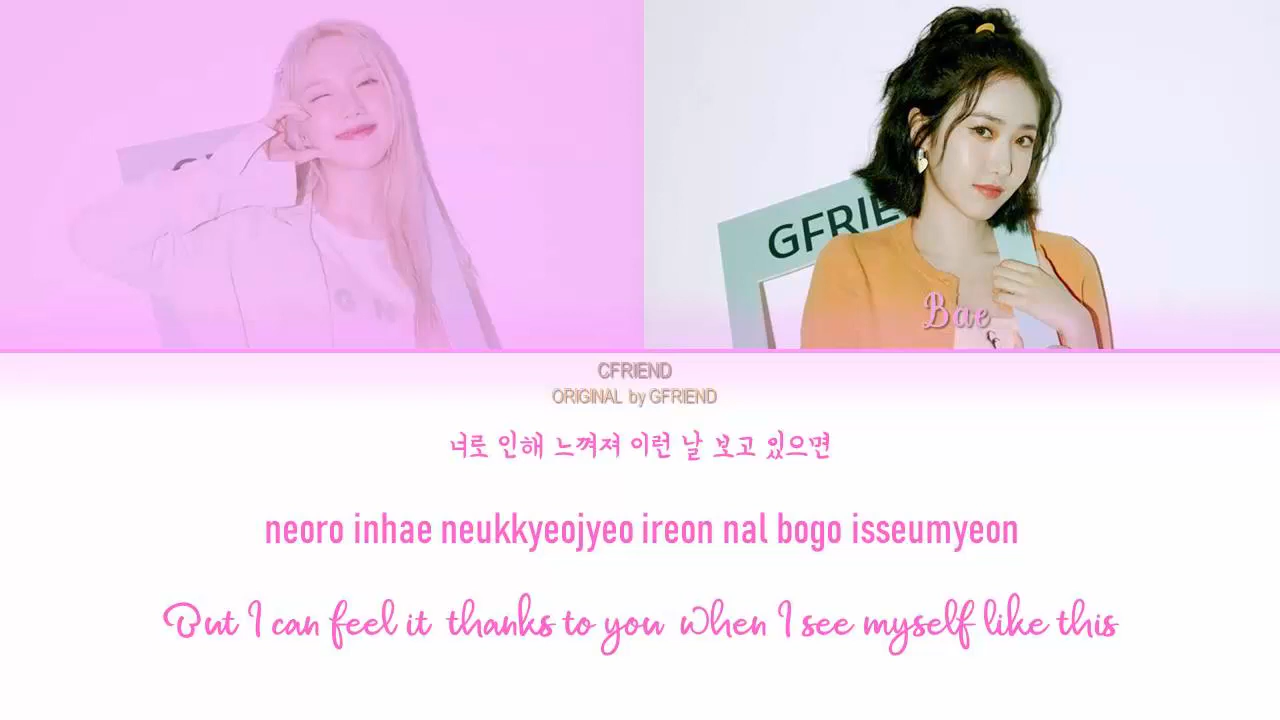 GFRIE
Bae
CFRIEND
ORIGINAL by GFRIEND
너로 인해 느껴져 이런 날 보고 있으면
neoro inhae neukkyeojyeo ireon nal bogo isseumyeon
But I can feel it thanks to you when I see myself like this